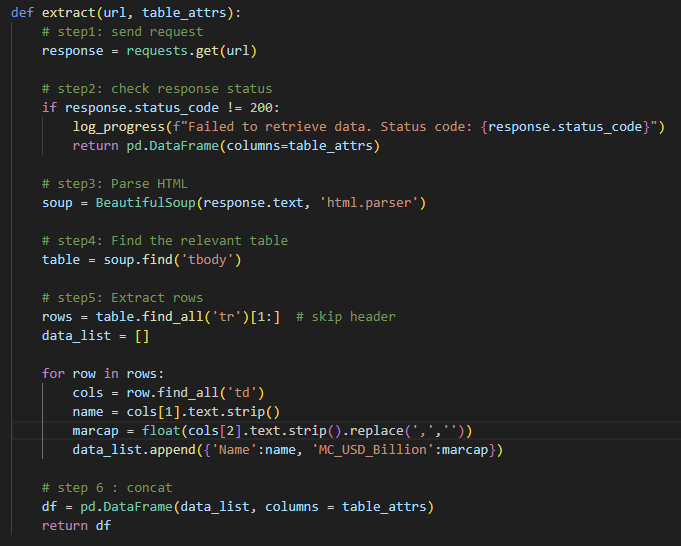 def extract(url, table_attrs):
    # step1: send request
    response = requests.get(url)

    # step2: check response status
    if response.status_code != 200:
        log_progress(f"Failed to retrieve data. Status code: {response.status_code}")
        return pd.DataFrame(columns=table_attrs)

    # step3: Parse HTML
    soup = BeautifulSoup(response.text, 'html.parser')

    # step4: Find the relevant table
    table = soup.find('tbody')

    # step5: Extract rows
    rows = table.find_all('tr')[1:]  # skip header
    data_list = []

    for row in rows:
        cols = row.find_all('td')
        name = cols[1].text.strip()
        marcap = float(cols[2].text.strip().replace(',',''))
        data_list.append({'Name':name, 'MC_USD_Billion':marcap})

    # step 6 : concat
    df = pd.DataFrame(data_list, columns = table_attrs)
    return df